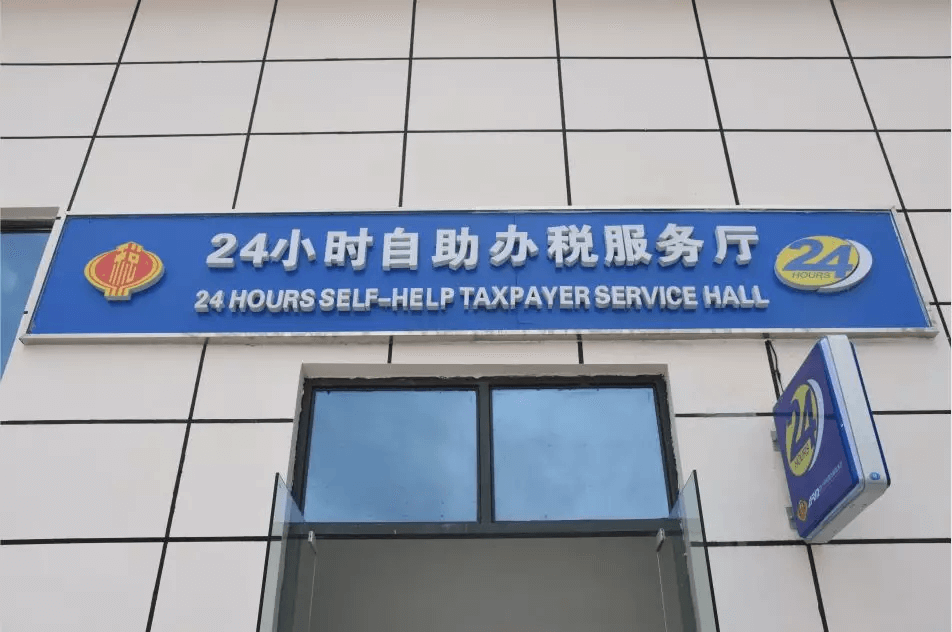 24小时自助办税服务厅
24 HOURS SELF-HELP TAXPAYER SERVICE HALL
税
24
HOURS
24
HOURS